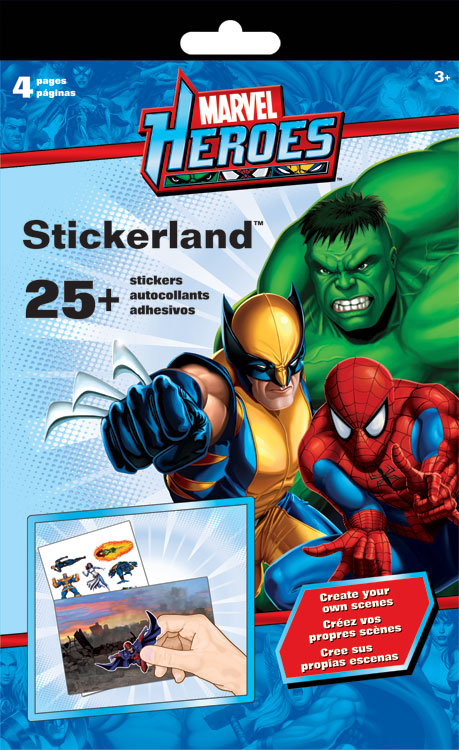 4 pages
páginas
3+
MARVEL
HEROES™
Stickerland™
25+ stickers
autocollants
adhesivos
Create your
own scenes
Créez vos
propres scènes
Cree sus
propias escenas